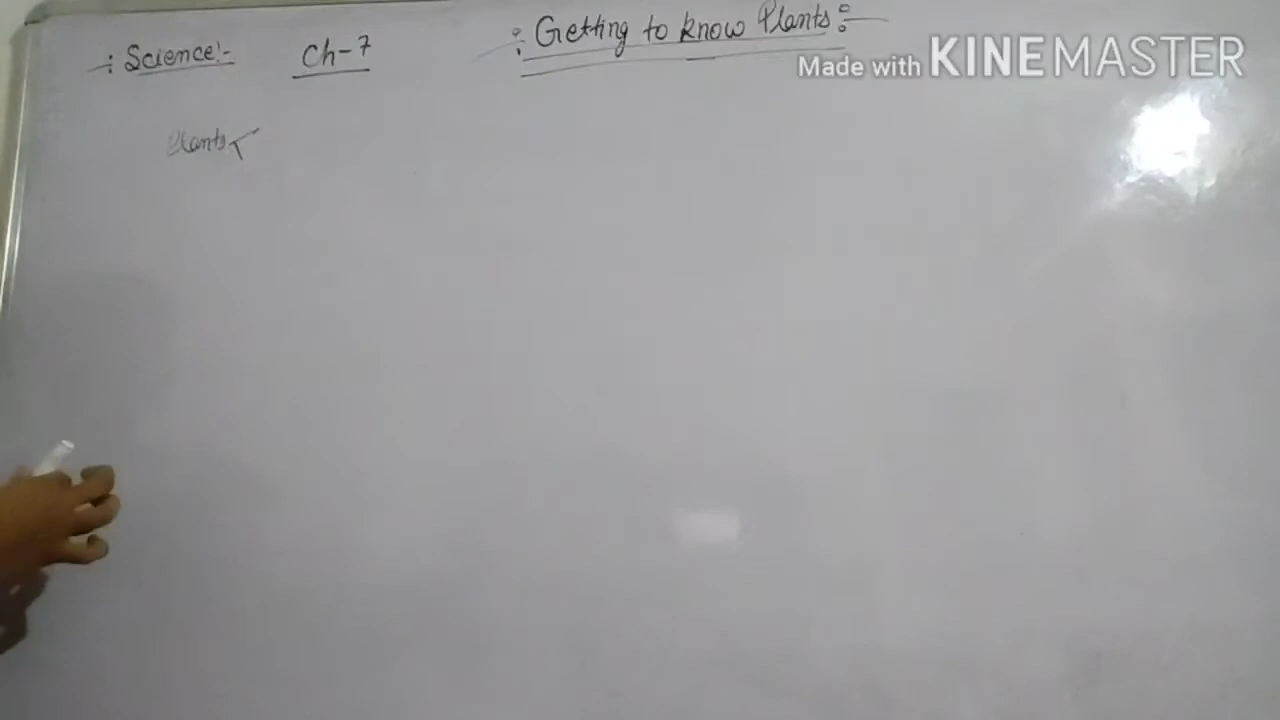 : Getting to know Plants :-
: Science :- Ch-7
Made with KINEMASTER
Plants